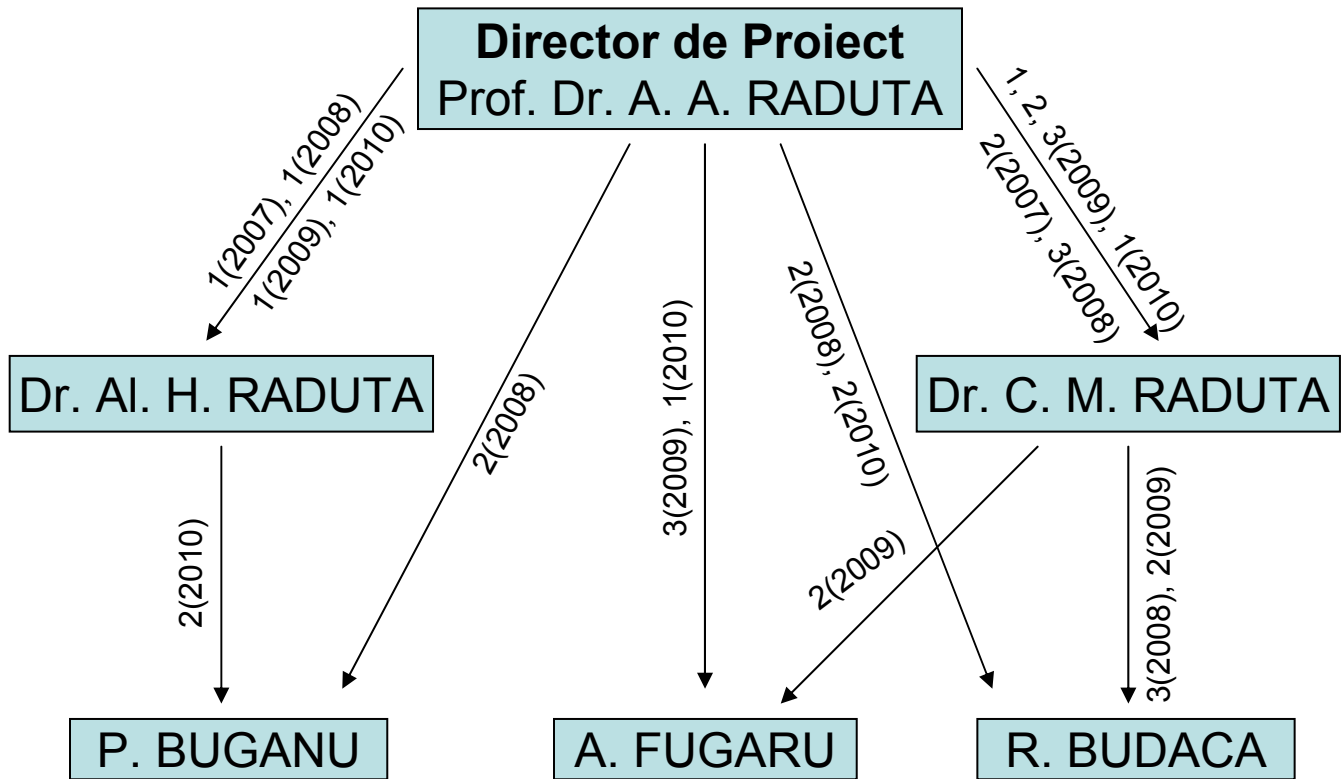 Director de Proiect
Prof. Dr. A. A. RADUTA
1(2007), 1(2008)
1(2009), 1(2010)
1, 2, 3(2009), 1(2010)
2(2007), 3(2008)
Dr. Al. H. RADUTA
Dr. C. M. RADUTA
2(2010)
2(2008)
3(2009), 1(2010)
2(2008), 2(2010)
2(2009)
3(2008), 2(2009)
P. BUGANU
A. FUGARU
R. BUDACA